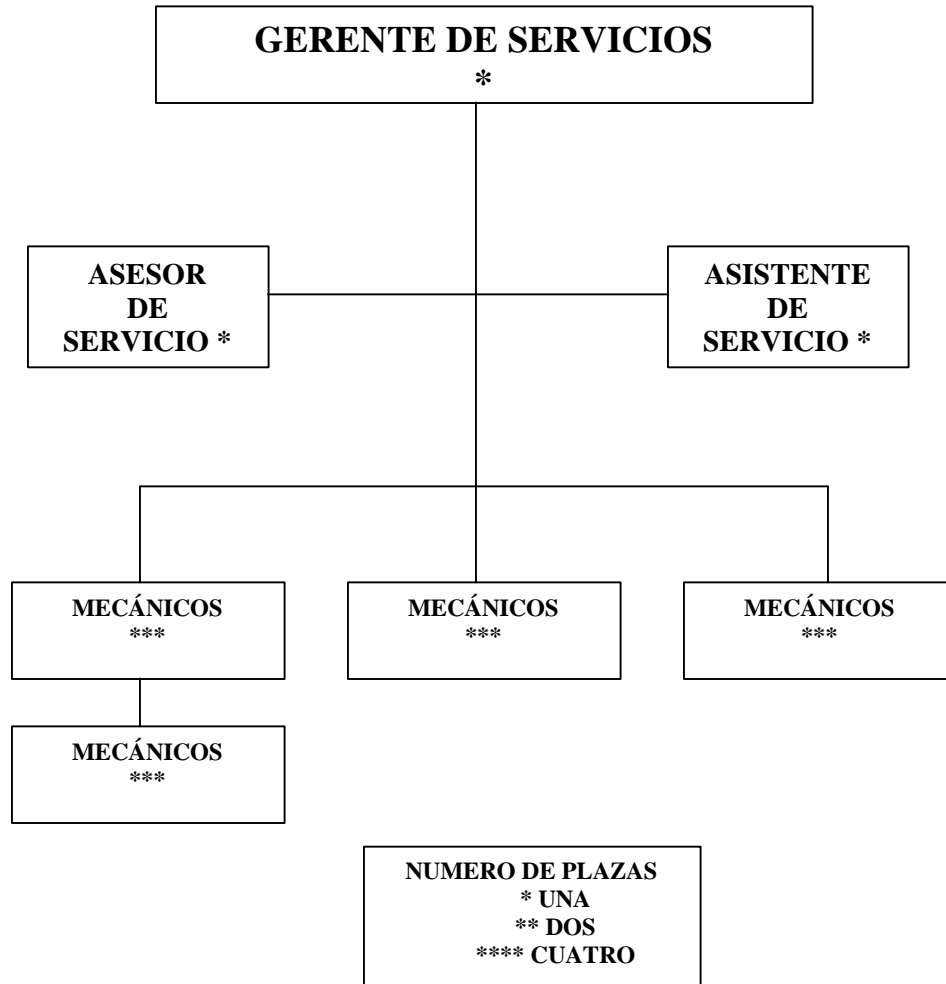 GERENTE DE SERVICIOS
*
ASESOR
DE
SERVICIO *
ASISTENTE
DE
SERVICIO *
MECÁNICOS
***
MECÁNICOS
***
MECÁNICOS
***
MECÁNICOS
***
NUMERO DE PLAZAS
* UNA
** DOS
**** CUATRO